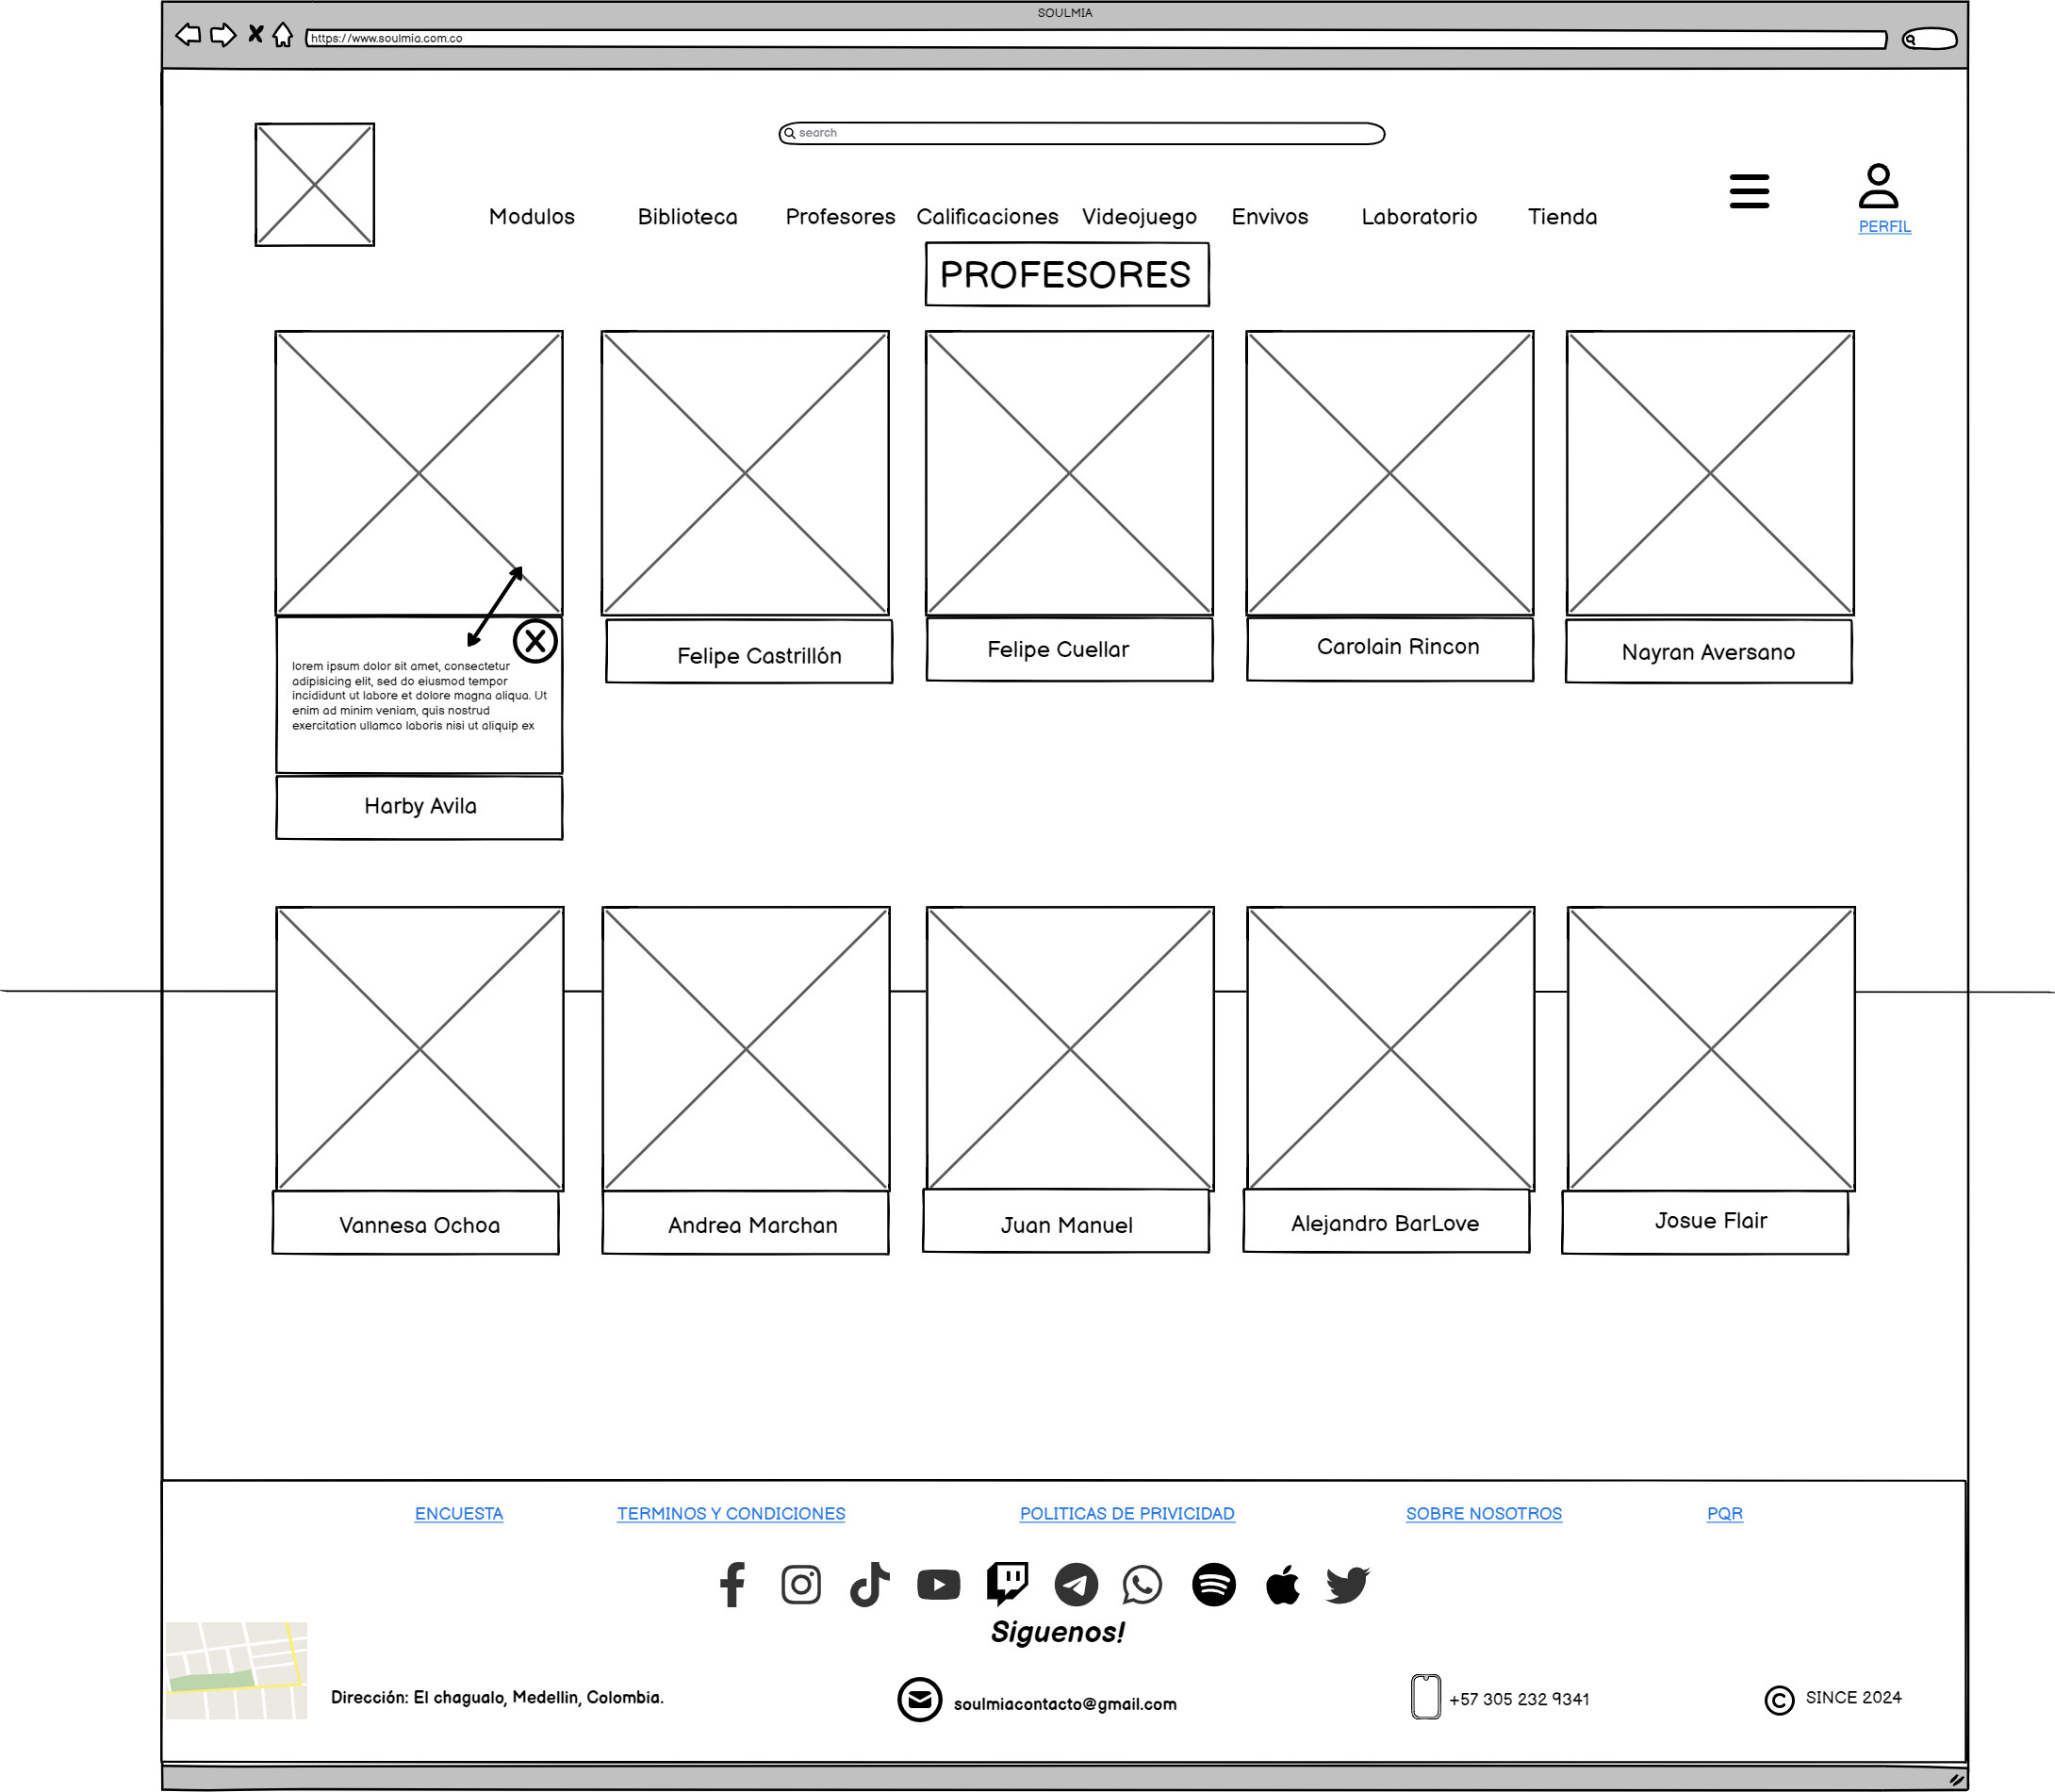 SOULMIA
https://www.soulmia.com.co
search
Modulos Biblioteca Profesores Calificaciones Videojuego Envivos Laboratorio Tienda
PERFIL
PROFESORES
lorem ipsum dolor sit amet, consectetur
adipisicing elit, sed do eiusmod tempor
incididunt ut labore et dolore magna aliqua. Ut
enim ad minim veniam, quis nostrud
exercitation ullamco laboris nisi ut aliquip ex
Harby Avila
Felipe Castrillón
Felipe Cuellar
Carolain Rincon
Nayran Aversano
Vannesa Ochoa
Andrea Marchan
Juan Manuel
Alejandro BarLove
Josue Flair
ENCUESTA
TERMINOS Y CONDICIONES
POLITICAS DE PRIVICIDAD
SOBRE NOSOTROS
PQR
Siguenos!
Dirección: El chagualo, Medellin, Colombia.
soulmiacontacto@gmail.com
+57 305 232 9341
© SINCE 2024